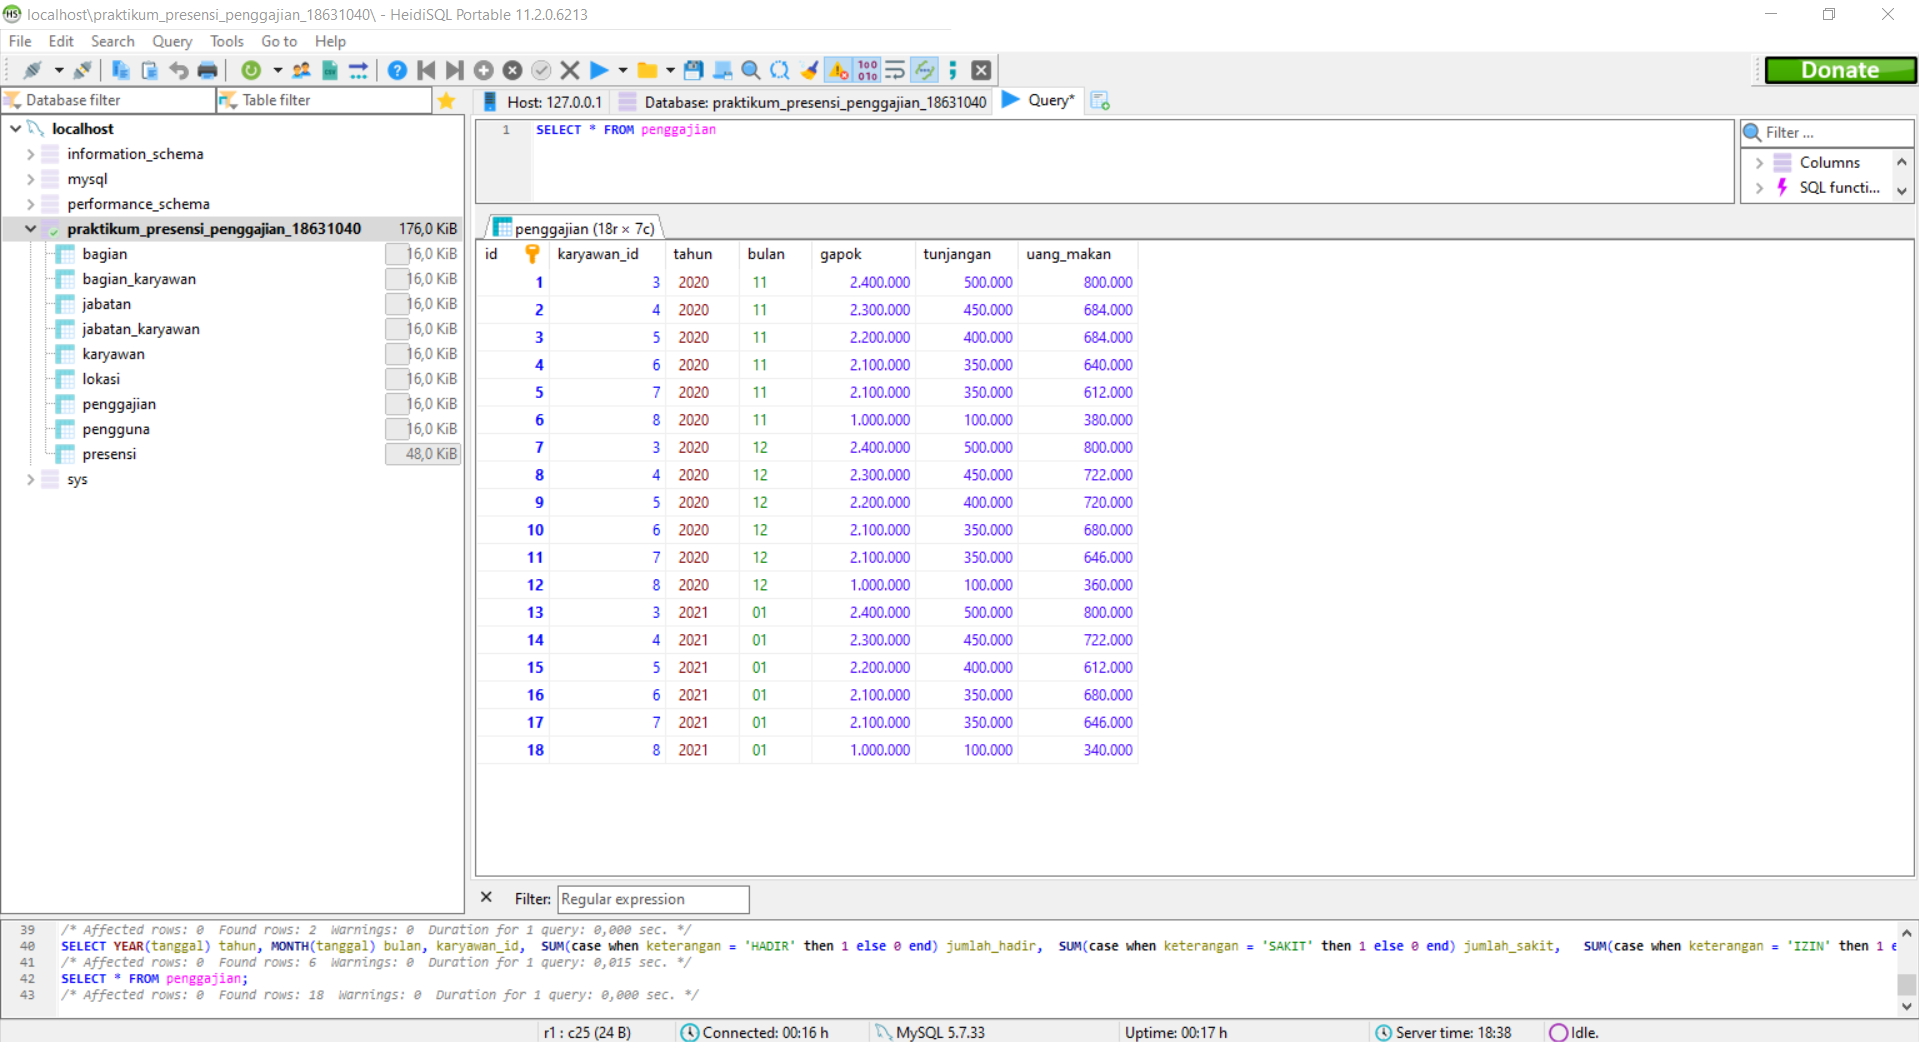 localhost\praktikum_presensi_penggajian_18631040\ - HeidiSQL Portable 11.2.0.6213
File Edit Search Query Tools Go to Help
Donate
Database filter Table filter
Host: 127.0.0.1 Database: praktikum_presensi_penggajian_18631040 Query*
localhost
information_schema
mysql
performance_schema
praktikum_presensi_penggajian_18631040 176,0 KiB
bagian 16,0 KiB
bagian_karyawan 16,0 KiB
jabatan 16,0 KiB
jabatan_karyawan 16,0 KiB
karyawan 16,0 KiB
lokasi 16,0 KiB
penggajian 16,0 KiB
pengguna 16,0 KiB
presensi 48,0 KiB
sys
1 SELECT * FROM penggajian
Filter ...
Columns
SQL functi...
penggajian (18r × 7c)
id karyawan_id tahun bulan gapok tunjangan uang_makan
1 3 2020 11 2.400.000 500.000 800.000
2 4 2020 11 2.300.000 450.000 684.000
3 5 2020 11 2.200.000 400.000 684.000
4 6 2020 11 2.100.000 350.000 640.000
5 7 2020 11 2.100.000 350.000 612.000
6 8 2020 11 1.000.000 100.000 380.000
7 3 2020 12 2.400.000 500.000 800.000
8 4 2020 12 2.300.000 450.000 722.000
9 5 2020 12 2.200.000 400.000 720.000
10 6 2020 12 2.100.000 350.000 680.000
11 7 2020 12 2.100.000 350.000 646.000
12 8 2020 12 1.000.000 100.000 360.000
13 3 2021 01 2.400.000 500.000 800.000
14 4 2021 01 2.300.000 450.000 722.000
15 5 2021 01 2.200.000 400.000 612.000
16 6 2021 01 2.100.000 350.000 680.000
17 7 2021 01 2.100.000 350.000 646.000
18 8 2021 01 1.000.000 100.000 340.000
Filter: Regular expression
39 /* Affected rows: 0 Found rows: 2 Warnings: 0 Duration for 1 query: 0,000 sec. */
40 SELECT YEAR(tanggal) tahun, MONTH(tanggal) bulan, karyawan_id, SUM(case when keterangan = 'HADIR' then 1 else 0 end) jumlah_hadir, SUM(case when keterangan = 'SAKIT' then 1 else 0 end) jumlah_sakit, SUM(case when keterangan = 'IZIN' then 1 e
41 /* Affected rows: 0 Found rows: 6 Warnings: 0 Duration for 1 query: 0,015 sec. */
42 SELECT * FROM penggajian;
43 /* Affected rows: 0 Found rows: 18 Warnings: 0 Duration for 1 query: 0,000 sec. */
r1 : c25 (24 B) Connected: 00:16 h MySQL 5.7.33 Uptime: 00:17 h Server time: 18:38 Idle.